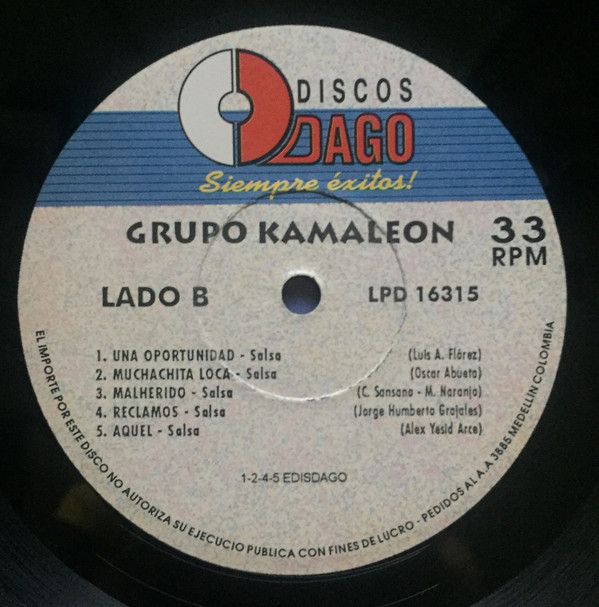 DISCOS
DAGO
Siempre éxitos!
GRUPO KAMALEON
33
RPM
LADO B
LPD 16315
1. UNA OPORTUNIDAD - Salsa (Luis A. Flórez)
2. MUCHACHITA LOCA - Salsa (Oscar Abueta)
3. MALHERIDO - Salsa (C. Sansana - M. Naranjo)
4. RECLAMOS - Salsa (Jorge Humberto Grajales)
5. AQUEL - Salsa (Alex Yesid Arce)
1-2-4-5 EDISDAGO
EL IMPORTE POR ESTE DISCO NO AUTORIZA SU EJECUCIO PUBLICA CON FINES DE LUCRO - PEDIDOS AL A.A 3885 MEDELLIN COLOMBIA